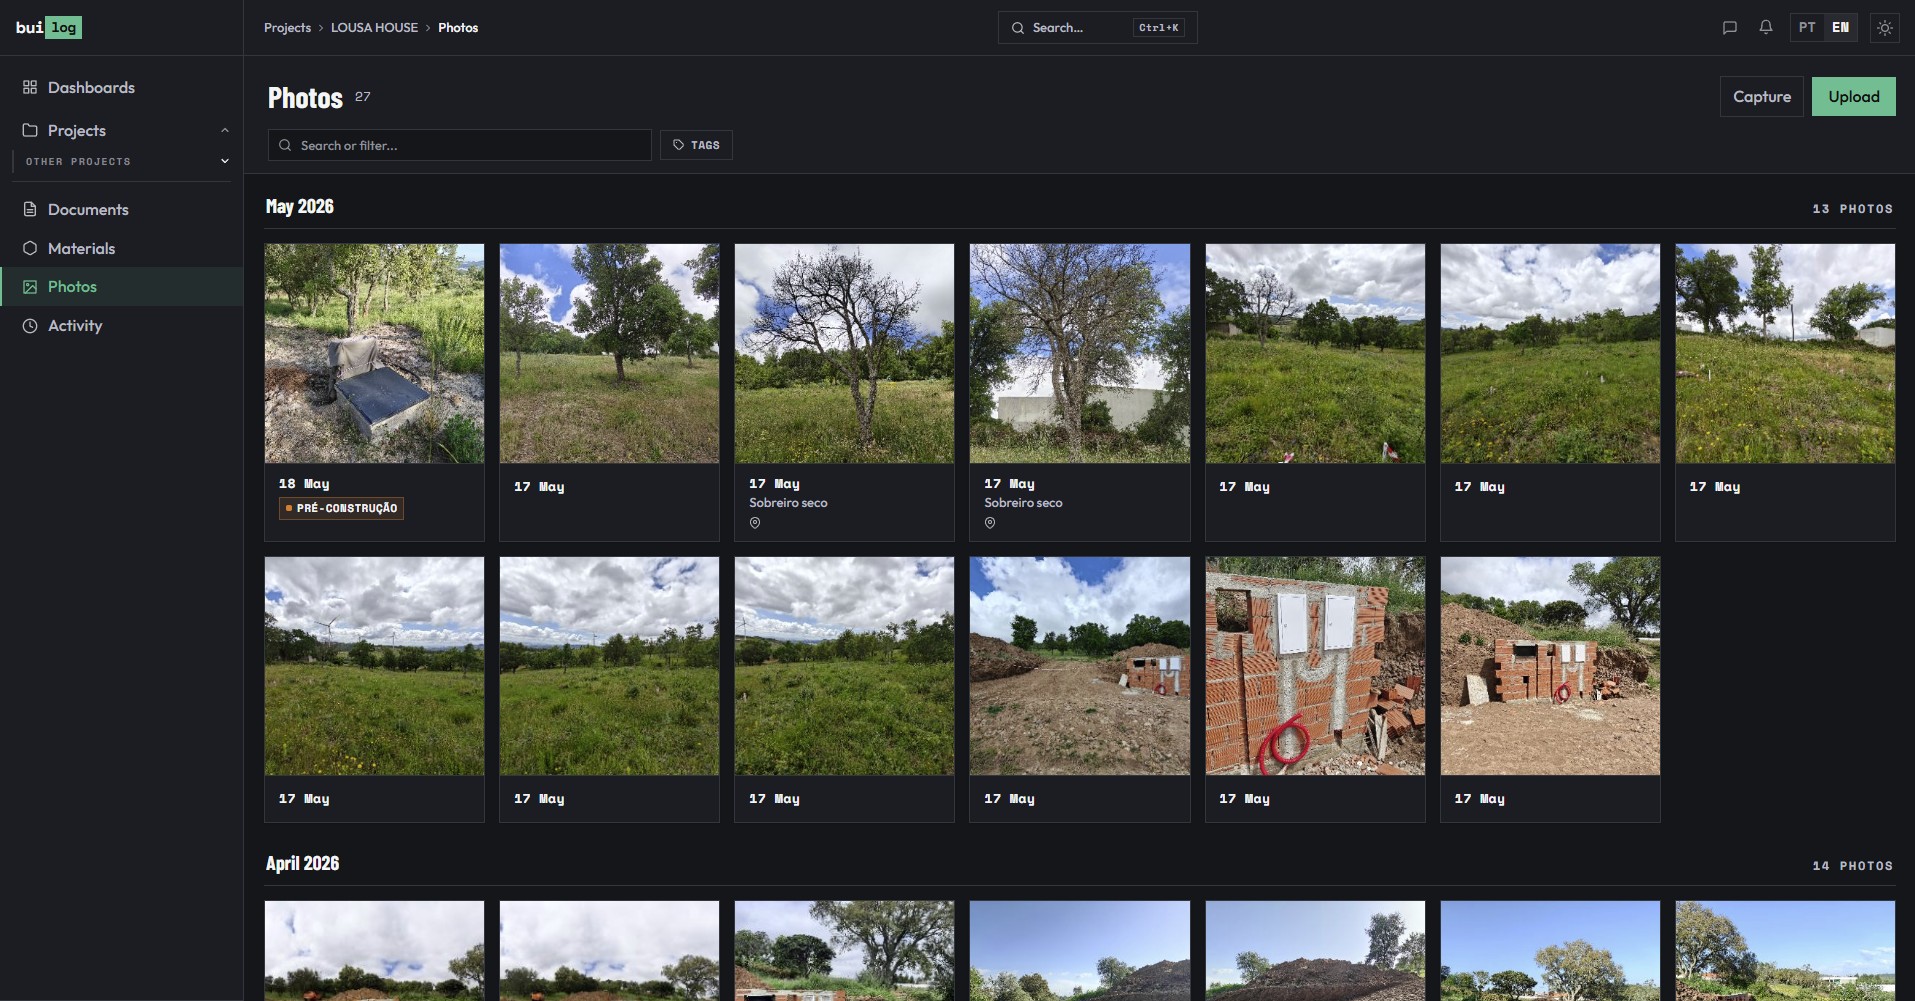 builog
Projects > LOUSA HOUSE > Photos
Search...
Ctrl+K
PT
EN
Dashboards
Projects
OTHER PROJECTS
Documents
Materials
Photos
Activity
Photos 27
Capture
Upload
Search or filter...
TAGS
May 2026
13 PHOTOS
18 May
PRÉ-CONSTRUÇÃO
17 May
17 May
Sobreiro seco
17 May
Sobreiro seco
17 May
17 May
17 May
17 May
17 May
17 May
17 May
17 May
17 May
April 2026
14 PHOTOS